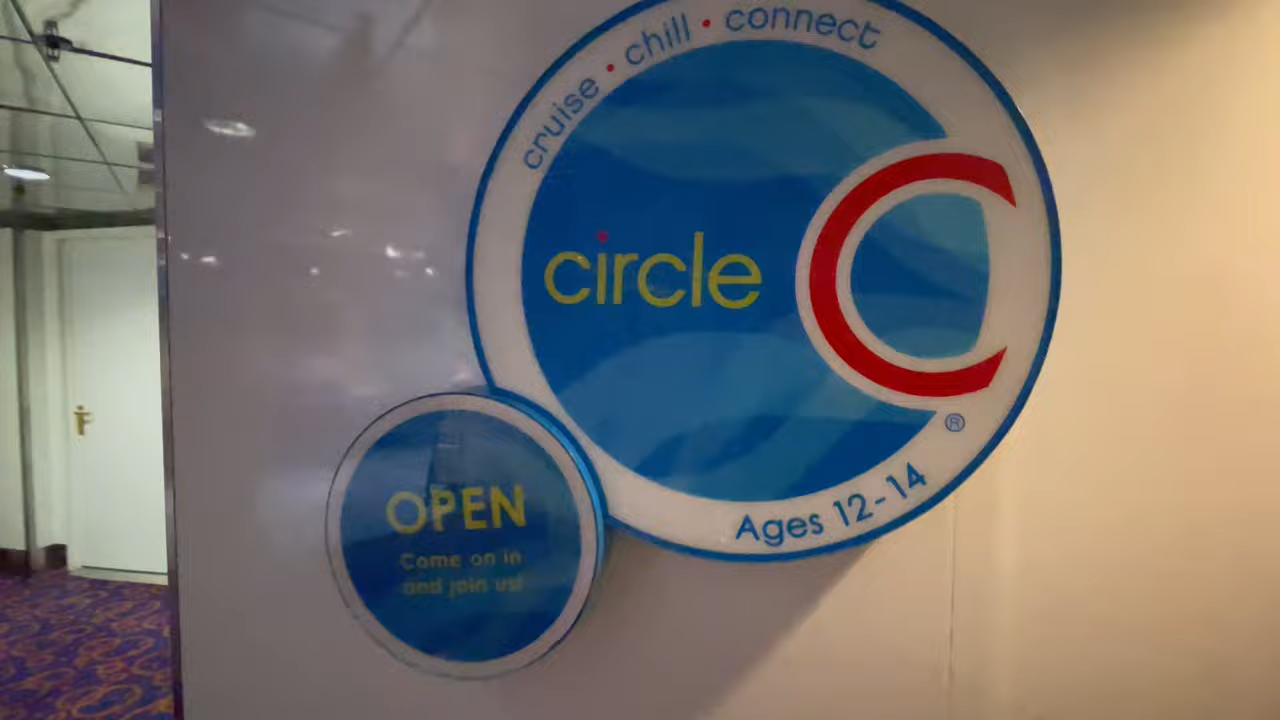 cruise • chill • connect
circle C
®
Ages 12-14
OPEN
Come on in
and join us!